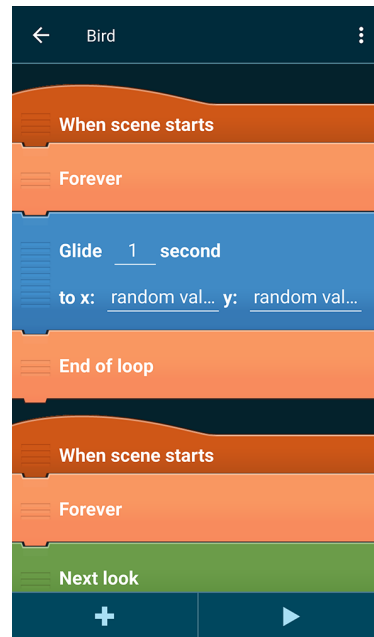 Bird
When scene starts
Forever
Glide 1 second
to x: random val... y: random val...
End of loop
When scene starts
Forever
Next look